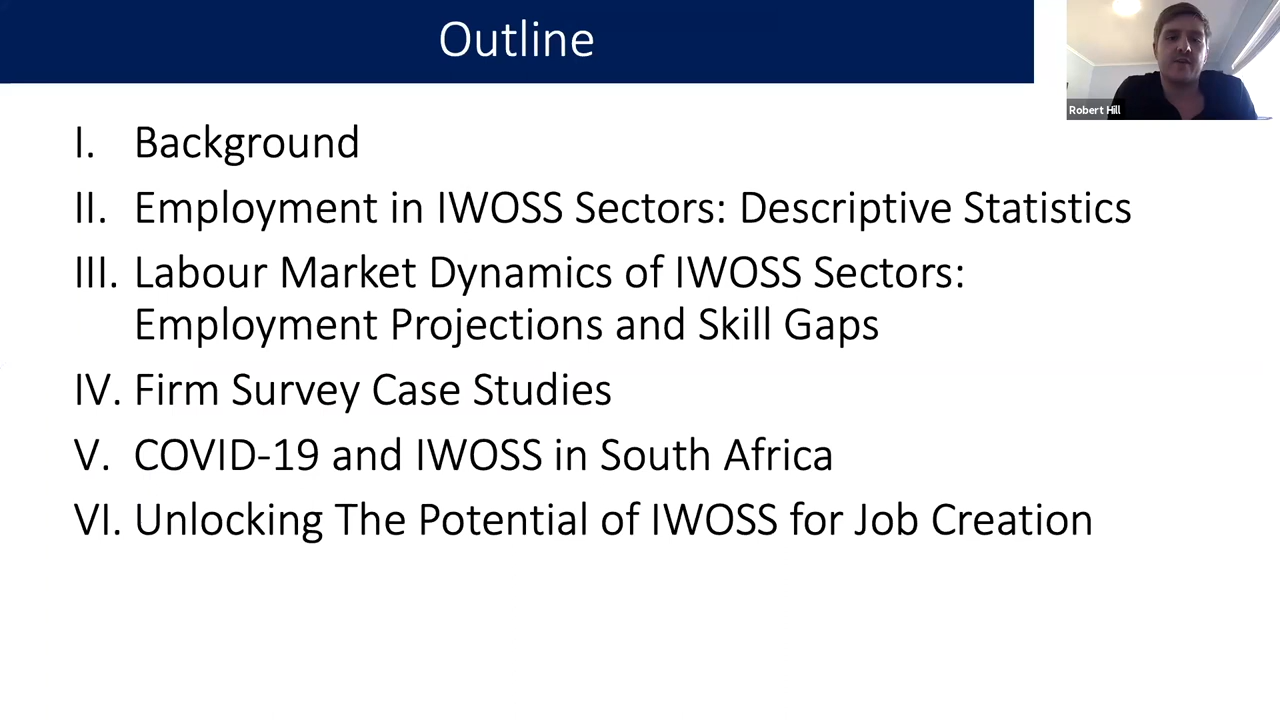 Outline
Robert Hill
I. Background
II. Employment in IWOSS Sectors: Descriptive Statistics
III. Labour Market Dynamics of IWOSS Sectors:
Employment Projections and Skill Gaps
IV. Firm Survey Case Studies
V. COVID-19 and IWOSS in South Africa
VI. Unlocking The Potential of IWOSS for Job Creation